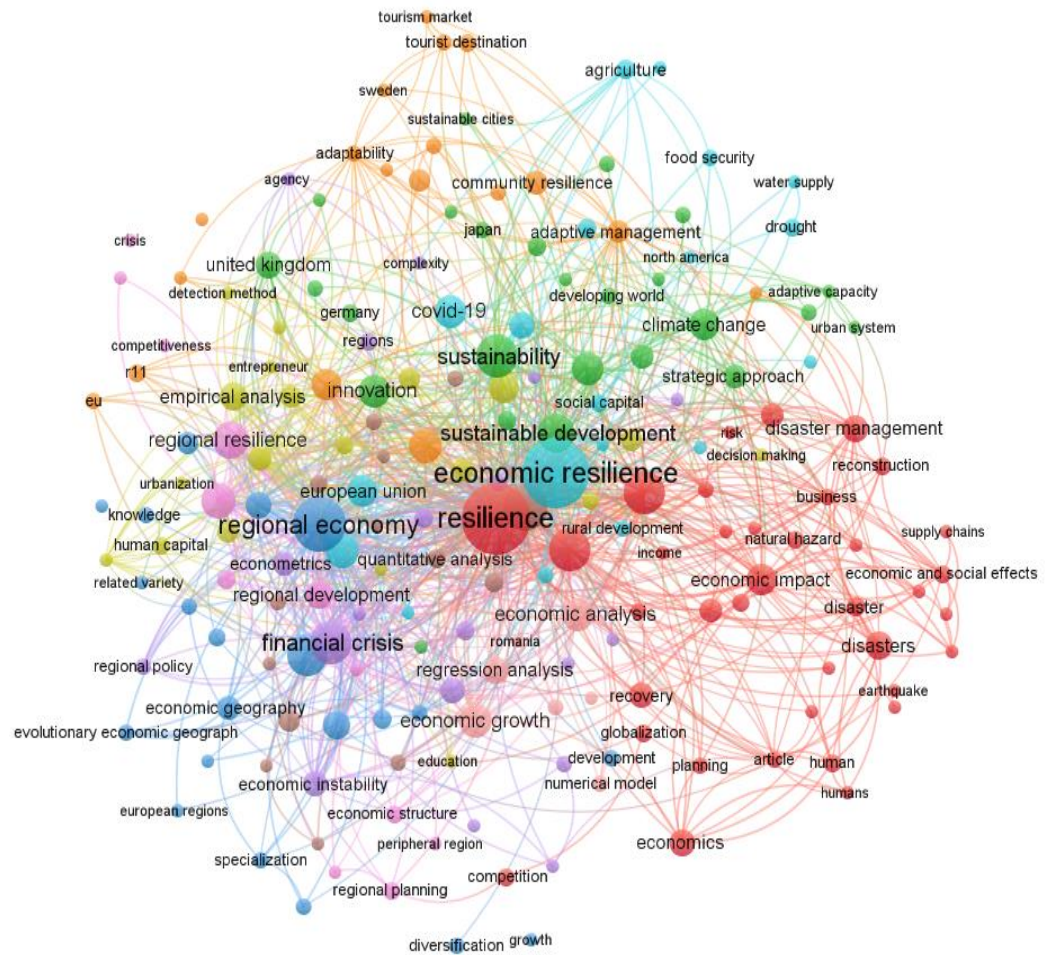 tourism market
tourist destination
agriculture
sweden
sustainable cities
adaptability
food security
agency
community resilience
water supply
japan
adaptive management
drought
crisis
united kingdom
complexity
north america
detection method
developing world
adaptive capacity
germany
covid-19
climate change
urban system
regions
competitiveness
sustainability
r11
entrepreneur
innovation
strategic approach
empirical analysis
eu
social capital
regional resilience
sustainable development
risk
disaster management
decision making
reconstruction
economic resilience
urbanization
european union
business
knowledge
regional economy
resilience
rural development
supply chains
human capital
natural hazard
quantitative analysis
income
econometrics
related variety
economic impact
economic and social effects
regional development
economic analysis
disaster
financial crisis
romania
disasters
regional policy
regression analysis
recovery
earthquake
economic geography
economic growth
evolutionary economic geograph
globalization
education
development
planning
article
human
economic instability
numerical model
humans
european regions
economic structure
peripheral region
economics
specialization
competition
regional planning
diversification
growth